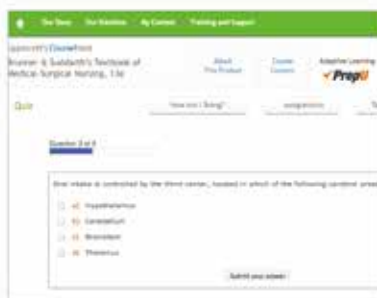 Our Story Our Solution My Content Training and Support
Lippincott's CoursePoint
Brunner & Suddarth's Textbook of
Medical-Surgical Nursing, 13e
About
This Product
Course
Content
Adaptive Learning
PrepU
Quiz
How am I Doing?
assignments
Question 3 of 5
is controlled by the thirst center, located in which of the following cerebral areas
a) Hypothalamus
b) Cerebellum
c) Brainstem
d) Thalamus
Submit your answer